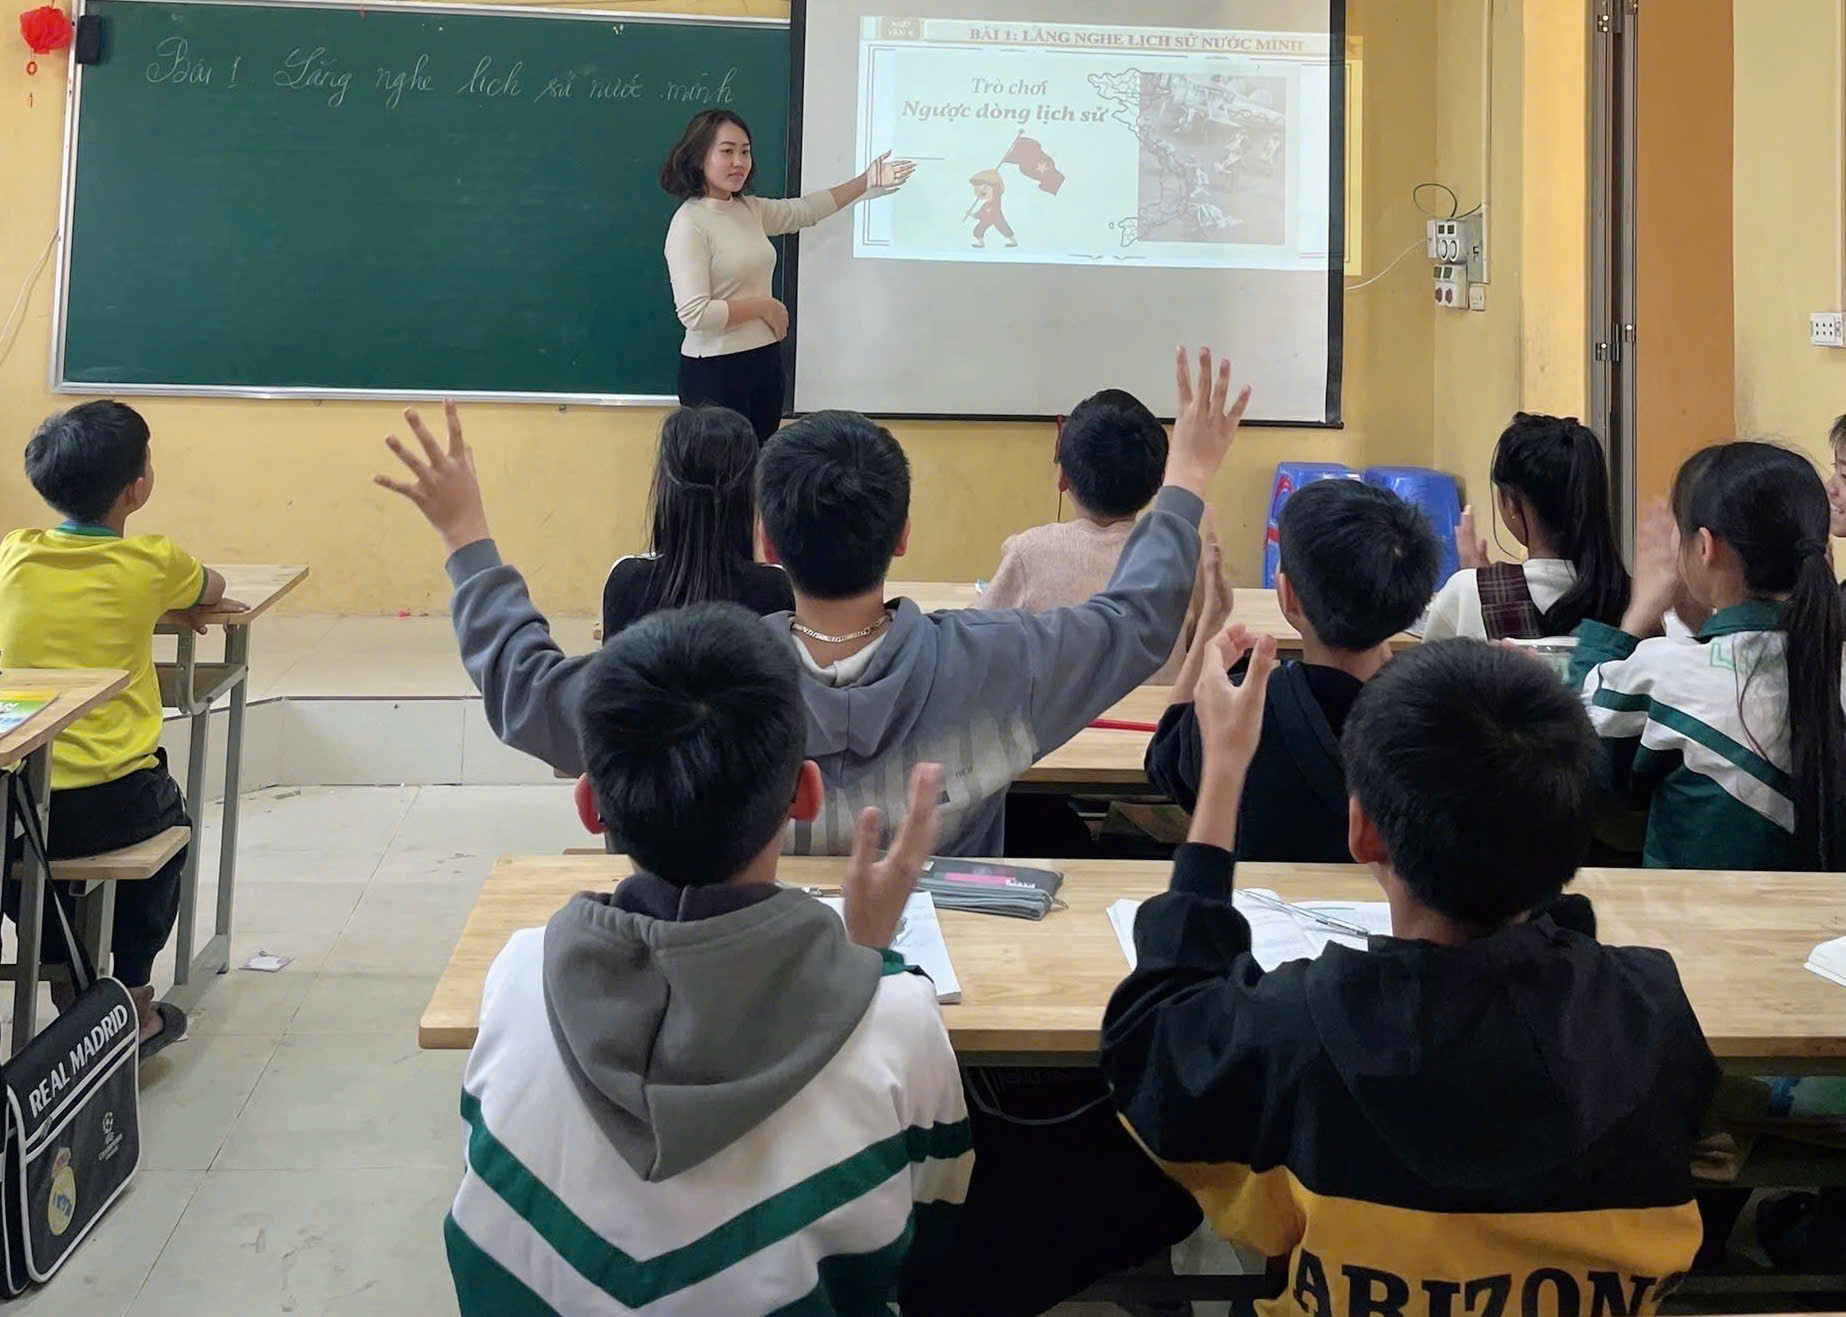 Bài 1 Lắng nghe lịch sử nước mình
BÀI 1: LẮNG NGHE LỊCH SỬ NƯỚC MÌNH
Trò chơi
Ngược dòng lịch sử
REAL MADRID
CHAMPIONS
ARIZON